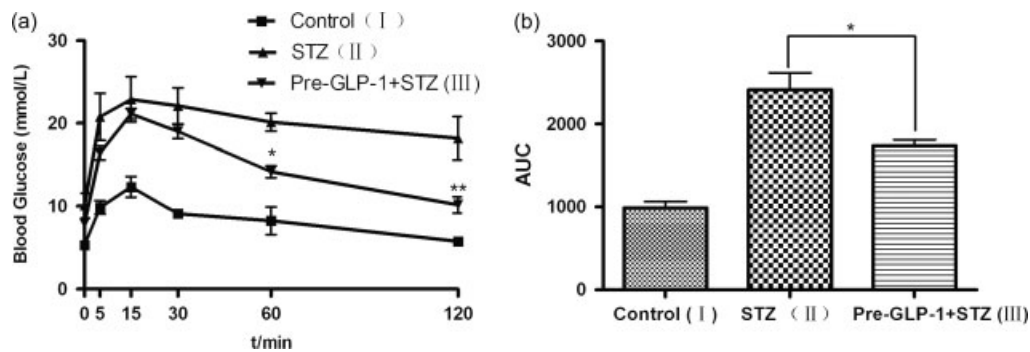 (a)
Control (Ⅰ)
STZ (Ⅱ)
Pre-GLP-1+STZ (Ⅲ)
Blood Glucose (mmol/L)
30
20
10
0
*
**
0 5 15 30 60 120
t/min
(b)
*
AUC
3000
2000
1000
0
Control (Ⅰ) STZ (Ⅱ) Pre-GLP-1+STZ (Ⅲ)